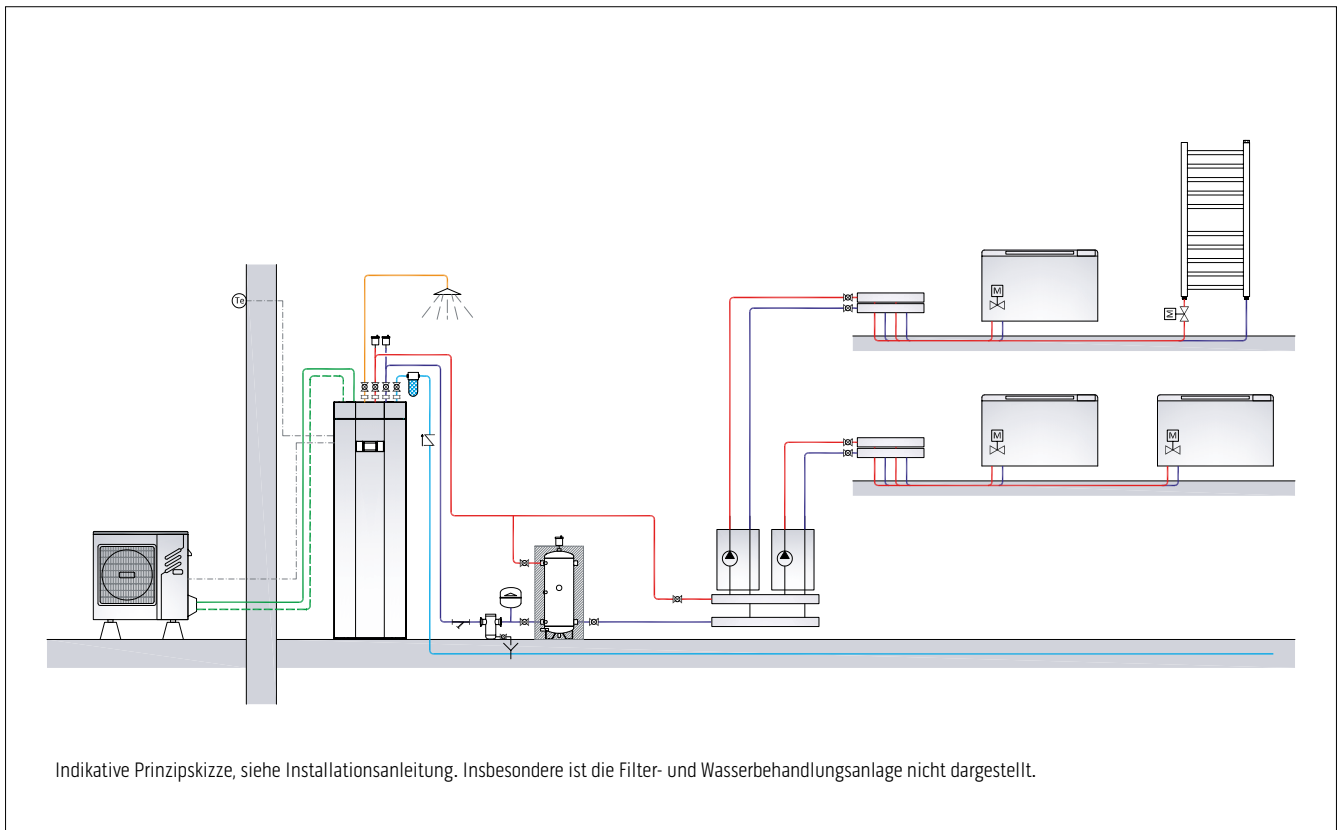 Te
M
M
M
M
Indikative Prinzipskizze, siehe Installationsanleitung. Insbesondere ist die Filter- und Wasserbehandlungsanlage nicht dargestellt.